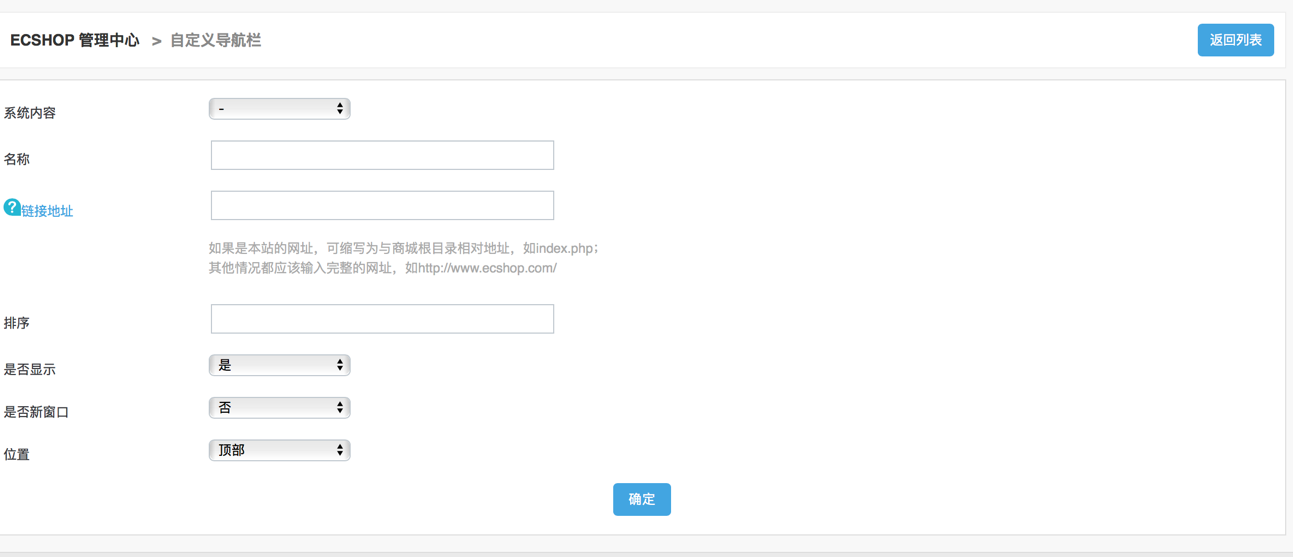 ECSHOP 管理中心 > 自定义导航栏
返回列表
系统内容
-
名称
?链接地址
如果是本站的网址，可缩写为与商城根目录相对地址，如index.php；
其他情况都应该输入完整的网址，如http://www.ecshop.com/
排序
是否显示
是
是否新窗口
否
位置
顶部
确定